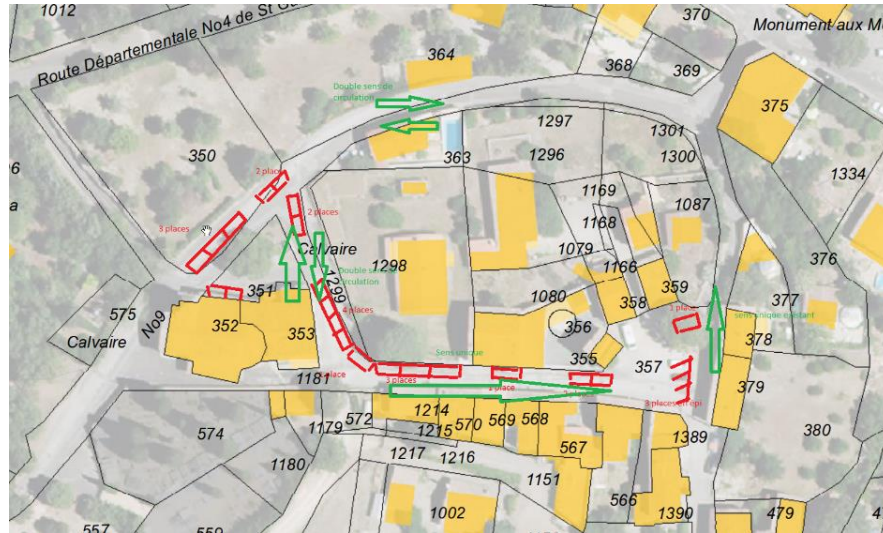 1012
Route Départementale No4 de St
370
Monument aux
364
368
369
375
Double sens de
circulation
1297
1301
363
1296
1300
350
1334
2 place
1169
1087
1168
2 places
3 places
376
Calvaire
1079
1298
1166
359
Double sens
circulation
351
1299
1080
358
377
575
No9
4 places
356
1 place
sens unique existant
352
353
378
Calvaire
Sens unique
355
357
place
1181
3 places
1 place
379
3 places en epi
1214
572
569
568
574
1179
1215
570
1389
380
567
1217
1216
1180
1151
566
1002
1390
479
557